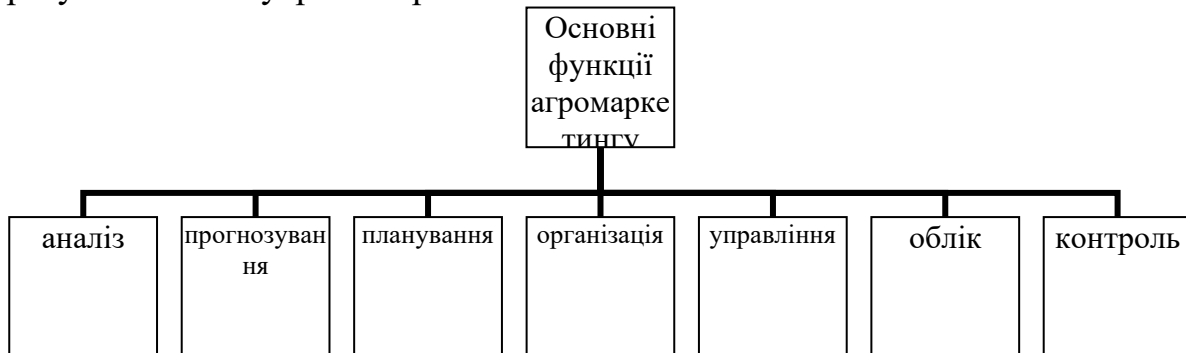 Основні
функції
агромарке
тингу
аналіз
прогнозуван
ня
планування
організація
управління
облік
контроль